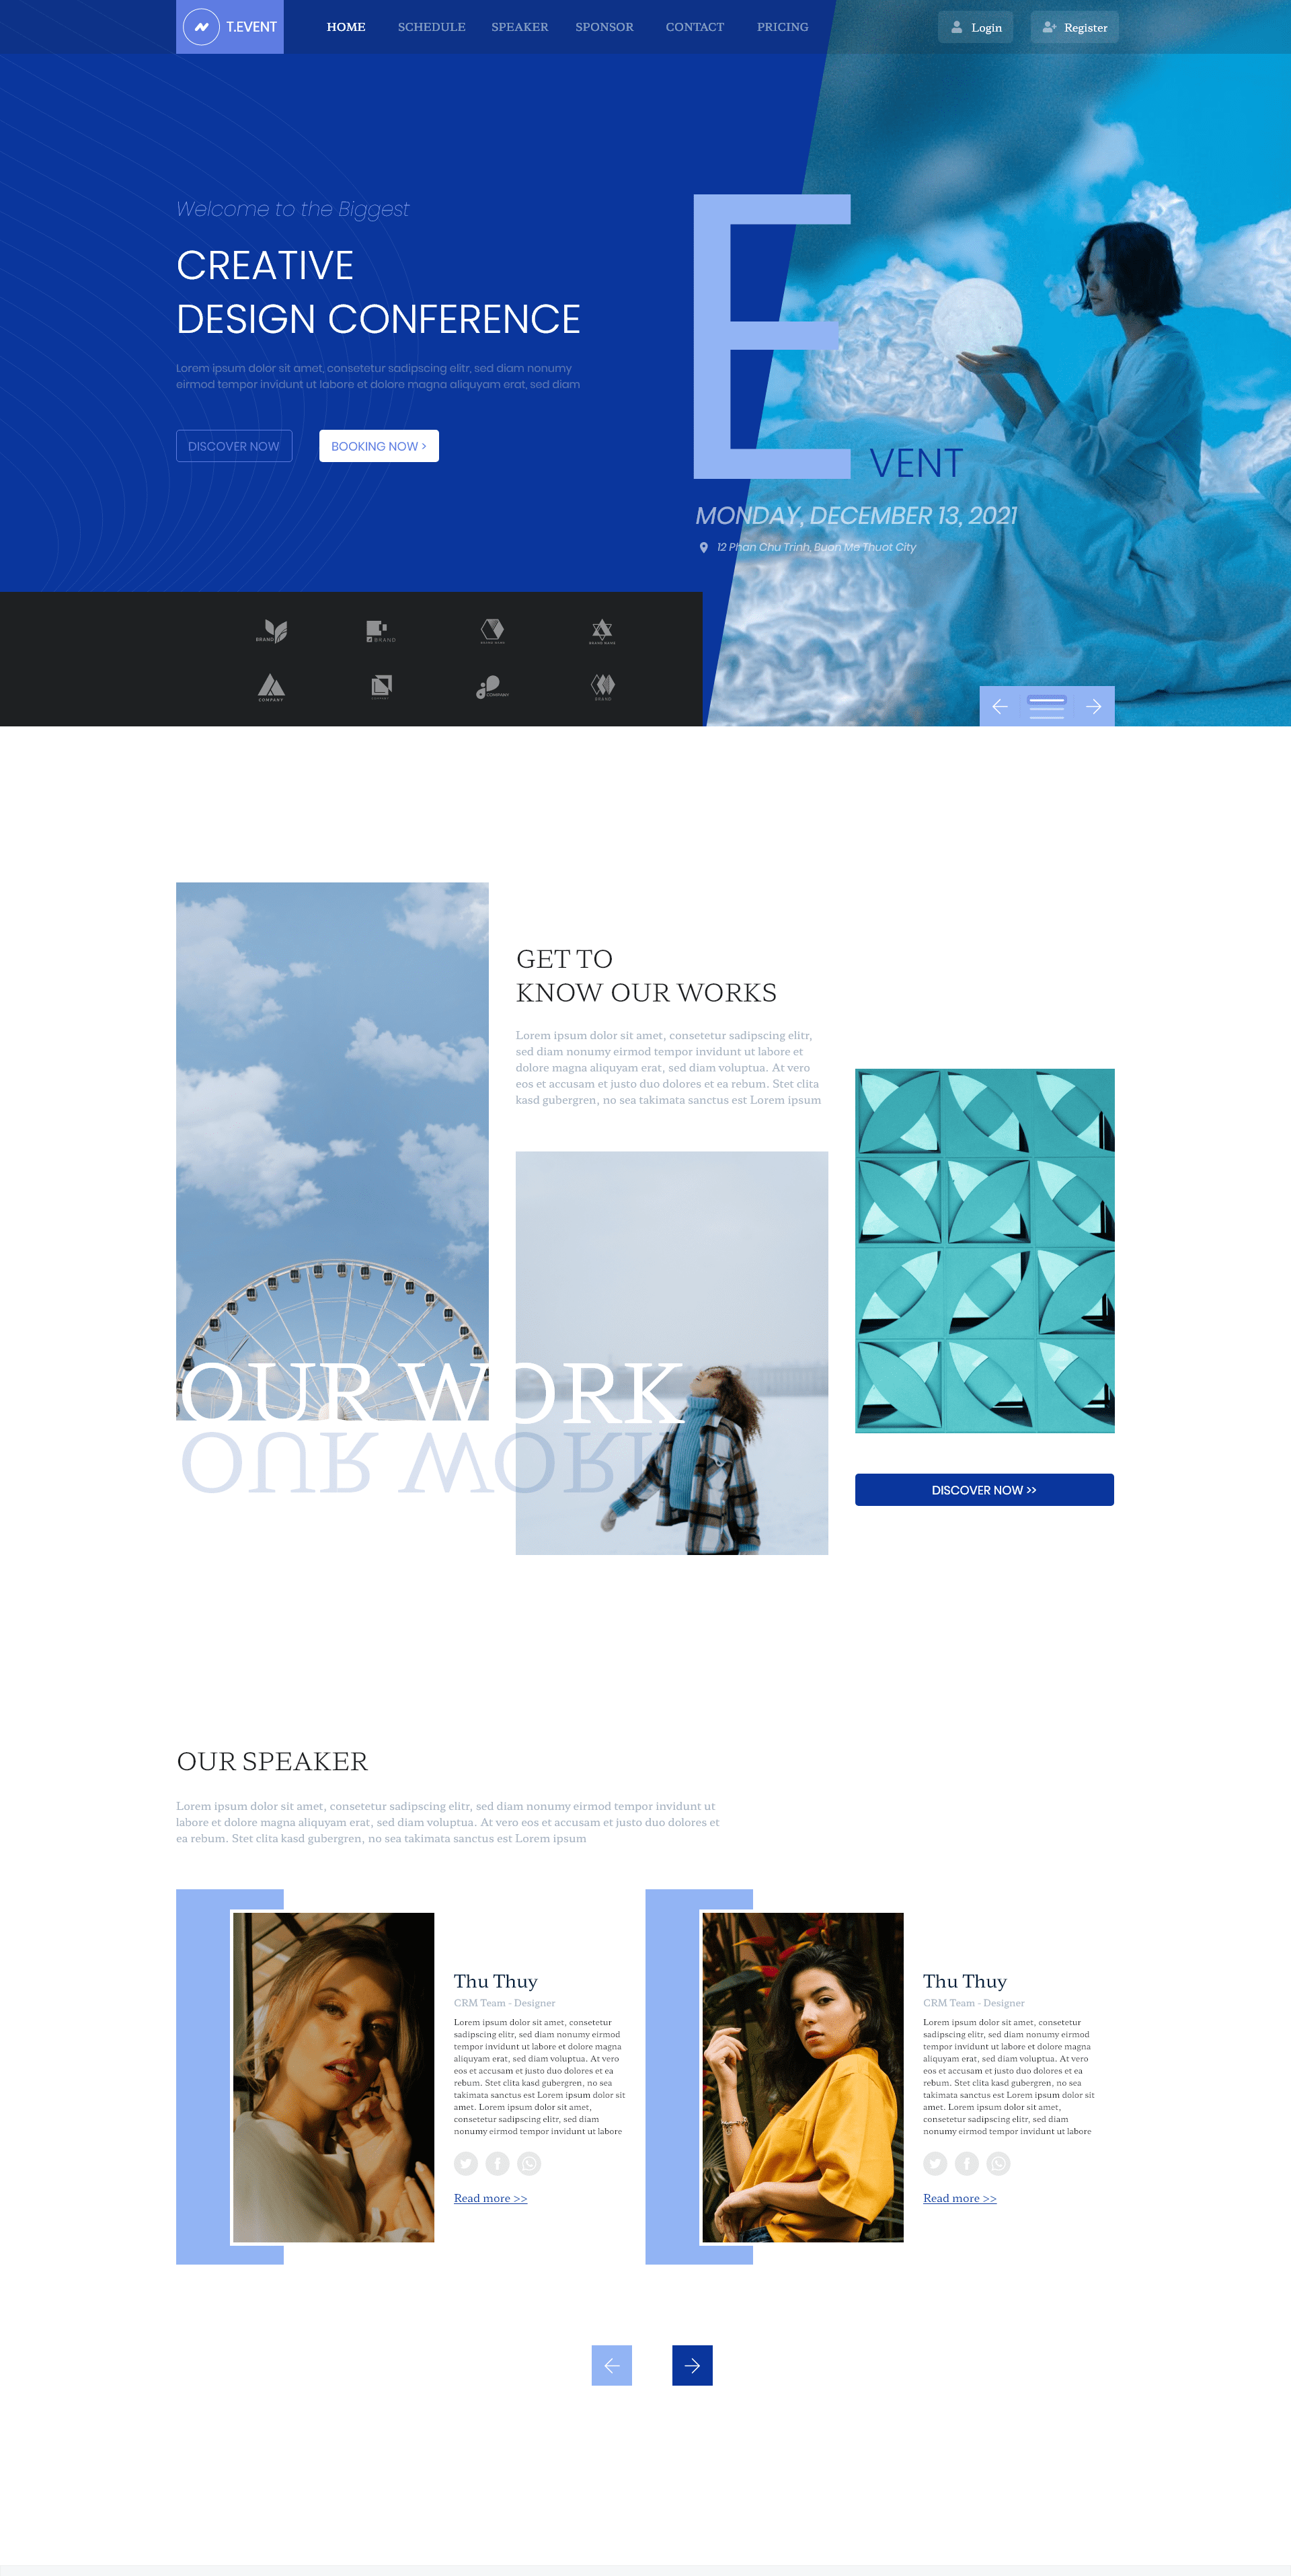 T.EVENT
HOME
SCHEDULE
SPEAKER
SPONSOR
CONTACT
PRICING
Login
Register
Welcome to the Biggest
CREATIVE
DESIGN CONFERENCE
Lorem ipsum dolor sit amet, consetetur sadipscing elitr, sed diam nonumy
eirmod tempor invidunt ut labore et dolore magna aliquyam erat, sed diam
DISCOVER NOW
BOOKING NOW >
E
VENT
MONDAY, DECEMBER 13, 2021
12 Phan Chu Trinh, Buon Me Thuot City
BRAND
BRAND
BRAND NAME
BRAND NAME
COMPANY
COMPANY
BRAND
GET TO
KNOW OUR WORKS
Lorem ipsum dolor sit amet, consetetur sadipscing elitr,
sed diam nonumy eirmod tempor invidunt ut labore et
dolore magna aliquyam erat, sed diam voluptua. At vero
eos et accusam et justo duo dolores et ea rebum. Stet clita
kasd gubergren, no sea takimata sanctus est Lorem ipsum
OUR WORK
OUR WORK
DISCOVER NOW >>
OUR SPEAKER
Lorem ipsum dolor sit amet, consetetur sadipscing elitr, sed diam nonumy eirmod tempor invidunt ut
labore et dolore magna aliquyam erat, sed diam voluptua. At vero eos et accusam et justo duo dolores et
ea rebum. Stet clita kasd gubergren, no sea takimata sanctus est Lorem ipsum
Thu Thuy
CRM Team - Designer
Lorem ipsum dolor sit amet, consetetur
sadipscing elitr, sed diam nonumy eirmod
tempor invidunt ut labore et dolore magna
aliquyam erat, sed diam voluptua. At vero
eos et accusam et justo duo dolores et ea
rebum. Stet clita kasd gubergren, no sea
takimata sanctus est Lorem ipsum dolor sit
amet. Lorem ipsum dolor sit amet,
consetetur sadipscing elitr, sed diam
nonumy eirmod tempor invidunt ut labore
Read more >>
Thu Thuy
CRM Team - Designer
Lorem ipsum dolor sit amet, consetetur
sadipscing elitr, sed diam nonumy eirmod
tempor invidunt ut labore et dolore magna
aliquyam erat, sed diam voluptua. At vero
eos et accusam et justo duo dolores et ea
rebum. Stet clita kasd gubergren, no sea
takimata sanctus est Lorem ipsum dolor sit
amet. Lorem ipsum dolor sit amet,
consetetur sadipscing elitr, sed diam
nonumy eirmod tempor invidunt ut labore
Read more >>